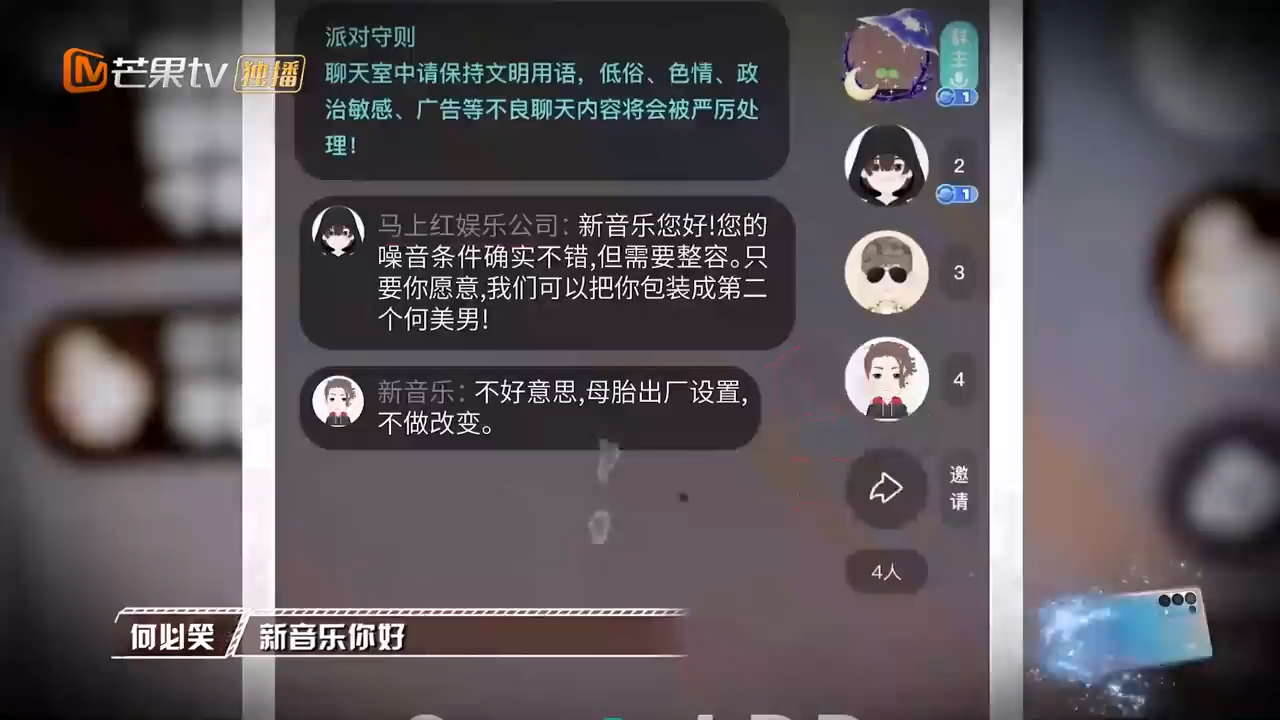 芒果tv 独播
派对守则
聊天室中请保持文明用语，低俗、色情、政
治敏感、广告等不良聊天内容将会被严厉处
理！
群主
1
2
1
马上红娱乐公司：新音乐您好！您的
噪音条件确实不错，但需要整容。只
要你愿意，我们可以把你包装成第二
个何美男！
3
新音乐：不好意思，母胎出厂设置，
不做改变。
4
邀请
4人
何必笑
新音乐你好